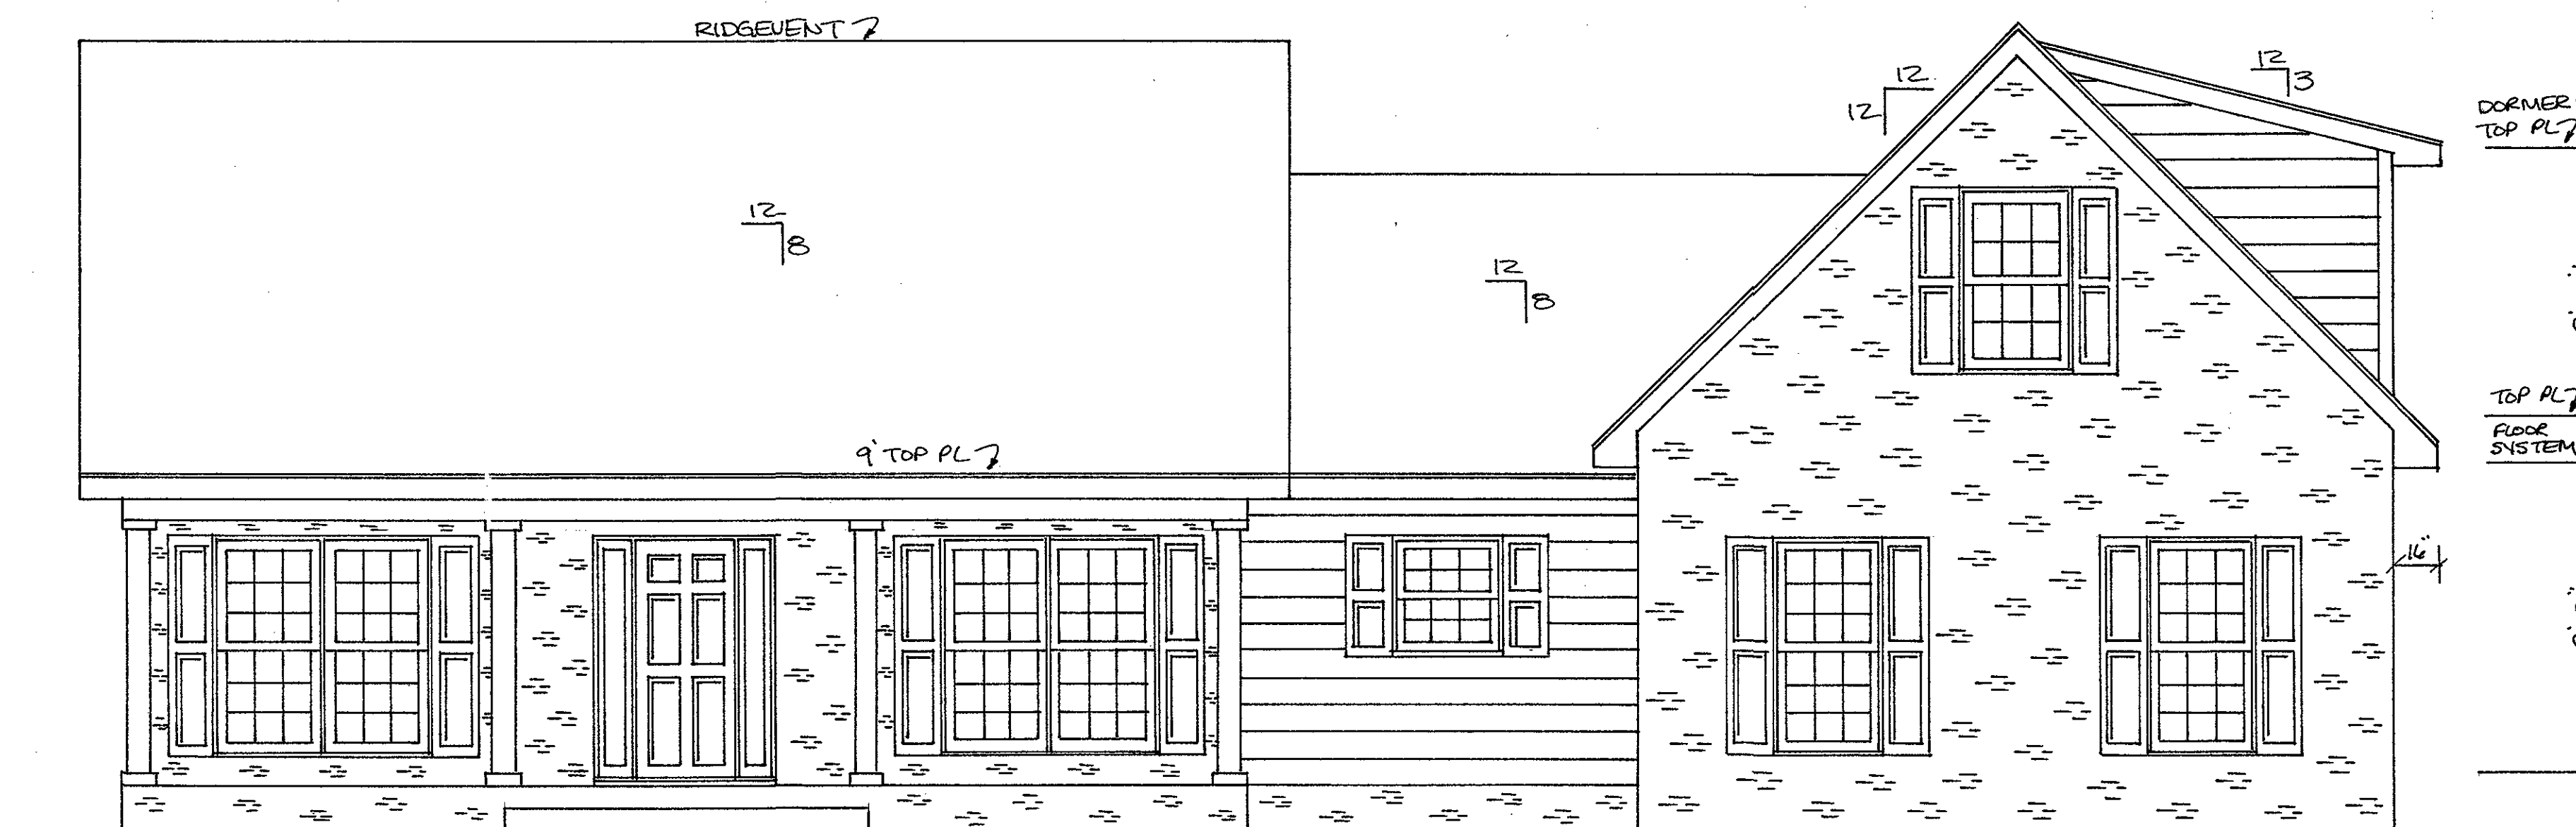 RIDGEVENT
12
12
12
3
DORMER
TOP PL
12
8
12
8
TOP PL
FLOOR
SYSTEM
9' TOP PL
16"